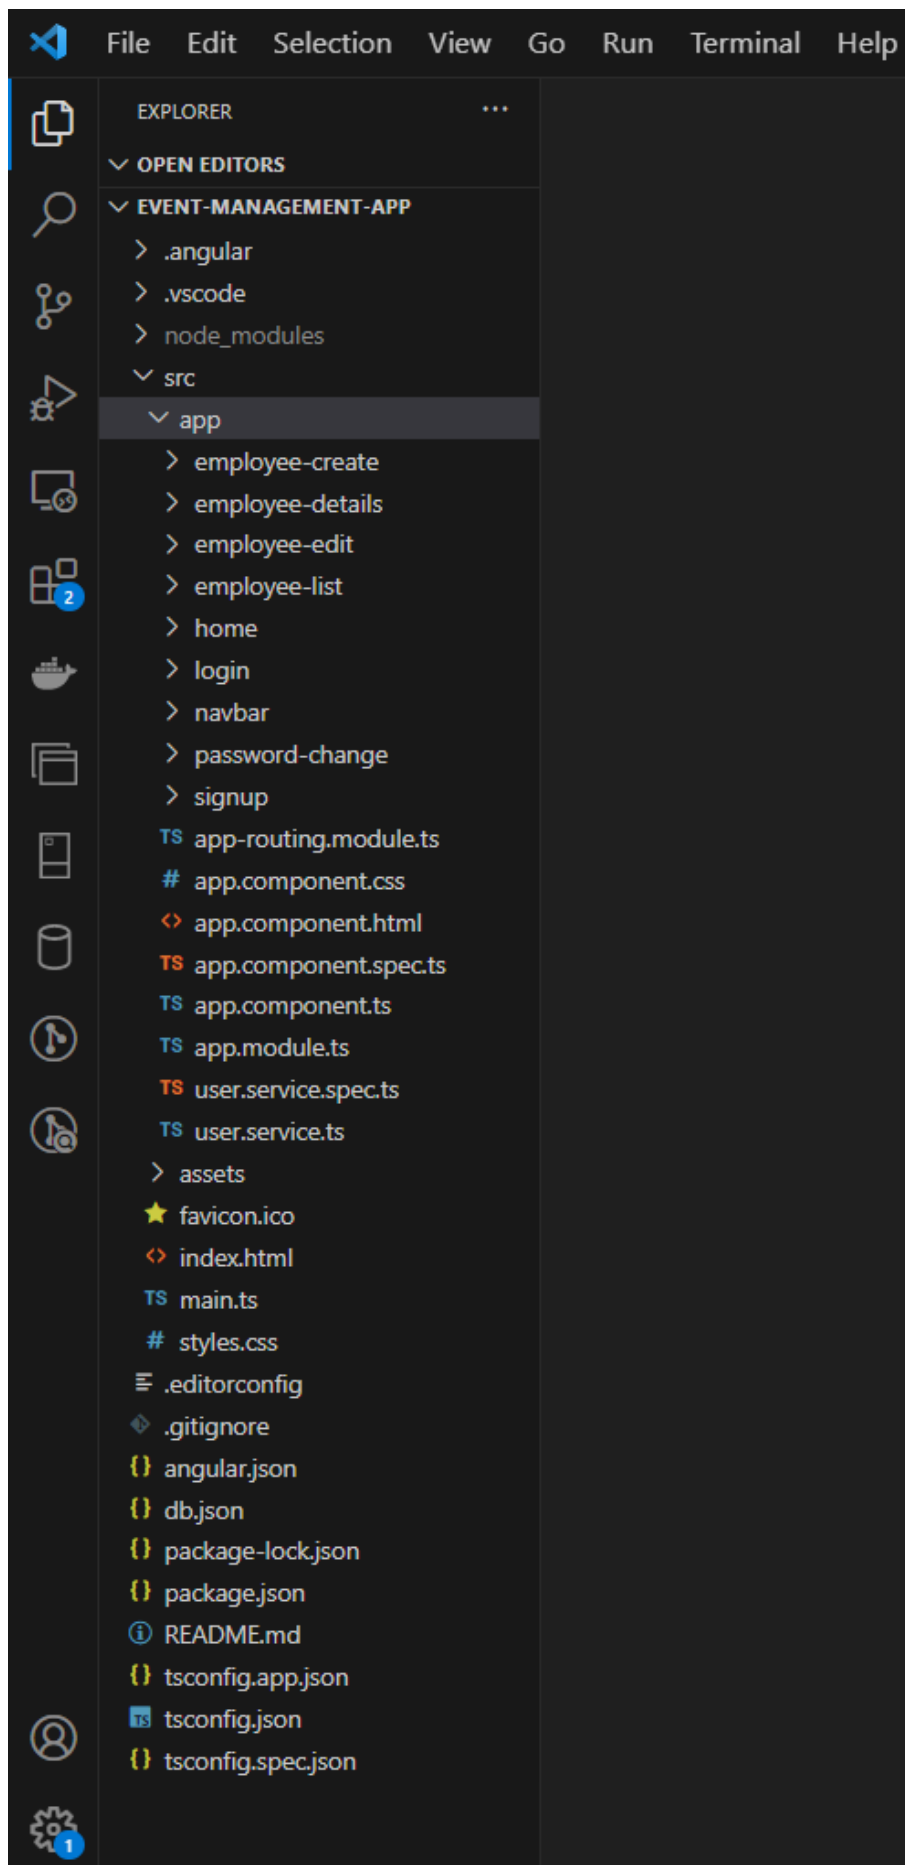 File Edit Selection View Go Run Terminal Help
EXPLORER ···
OPEN EDITORS
EVENT-MANAGEMENT-APP
.angular
.vscode
node_modules
src
app
employee-create
employee-details
employee-edit
employee-list
home
login
navbar
password-change
signup
TS app-routing.module.ts
# app.component.css
<> app.component.html
TS app.component.spec.ts
TS app.component.ts
TS app.module.ts
TS user.service.spec.ts
TS user.service.ts
assets
favicon.ico
<> index.html
TS main.ts
# styles.css
.editorconfig
.gitignore
{} angular.json
{} db.json
{} package-lock.json
{} package.json
README.md
{} tsconfig.app.json
TS tsconfig.json
{} tsconfig.spec.json
2
1